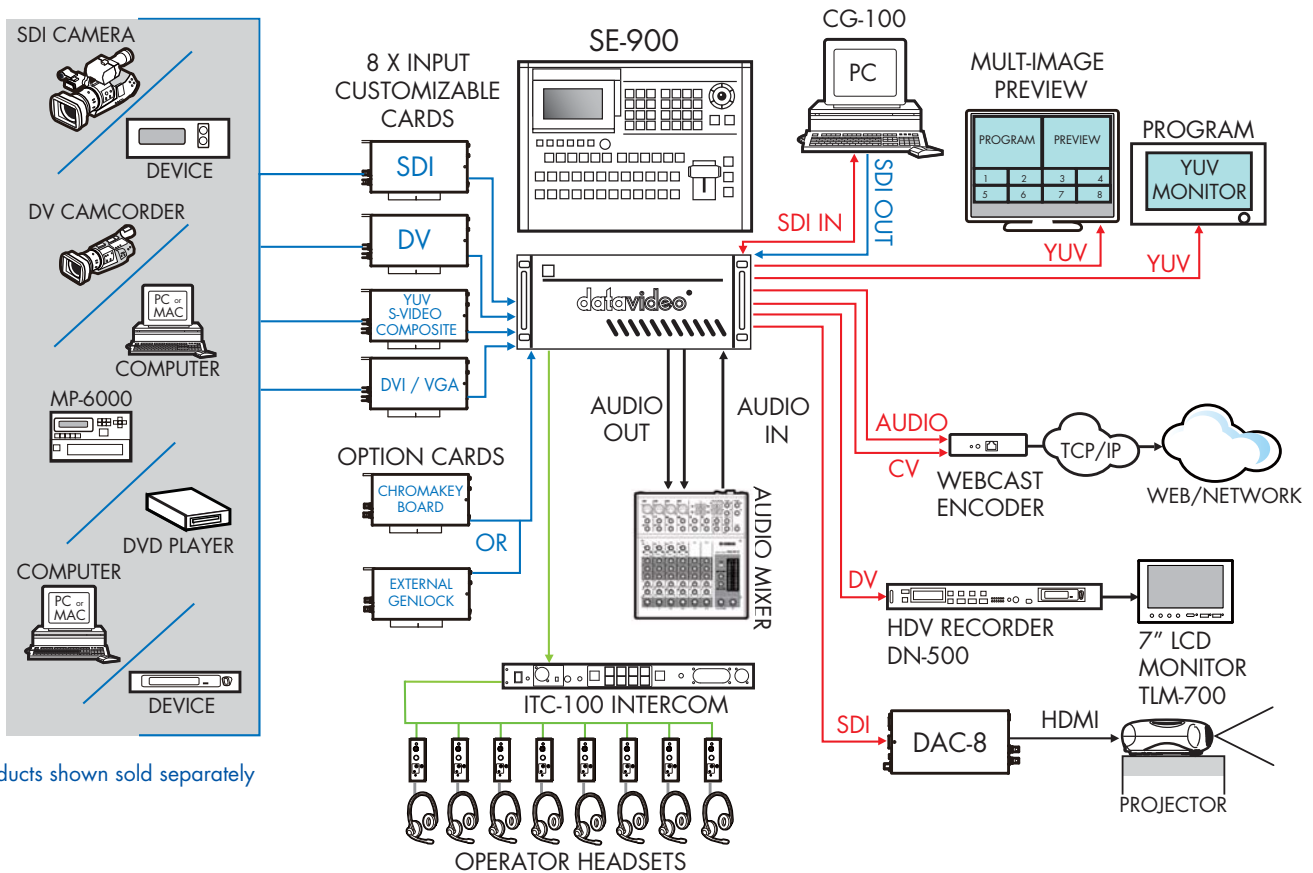 SDI CAMERA
DEVICE
DV CAMCORDER
PC or
MAC
COMPUTER
MP-6000
DVD PLAYER
COMPUTER
PC or
MAC
DEVICE
ducts shown sold separately
8 X INPUT
CUSTOMIZABLE
CARDS
SDI
DV
YUV
S-VIDEO
COMPOSITE
DVI / VGA
OPTION CARDS
CHROMAKEY
BOARD
OR
EXTERNAL
GENLOCK
SE-900
datavideo
AUDIO
OUT
AUDIO
IN
AUDIO MIXER
ITC-100 INTERCOM
OPERATOR HEADSETS
CG-100
PC
SDI IN
SDI OUT
MULT-IMAGE
PREVIEW
PROGRAM
PREVIEW
1 2 3 4
5 6 7 8
YUV
PROGRAM
YUV
MONITOR
YUV
AUDIO
CV
WEBCAST
ENCODER
TCP/IP
WEB/NETWORK
DV
HDV RECORDER
DN-500
7” LCD
MONITOR
TLM-700
SDI
DAC-8
HDMI
PROJECTOR